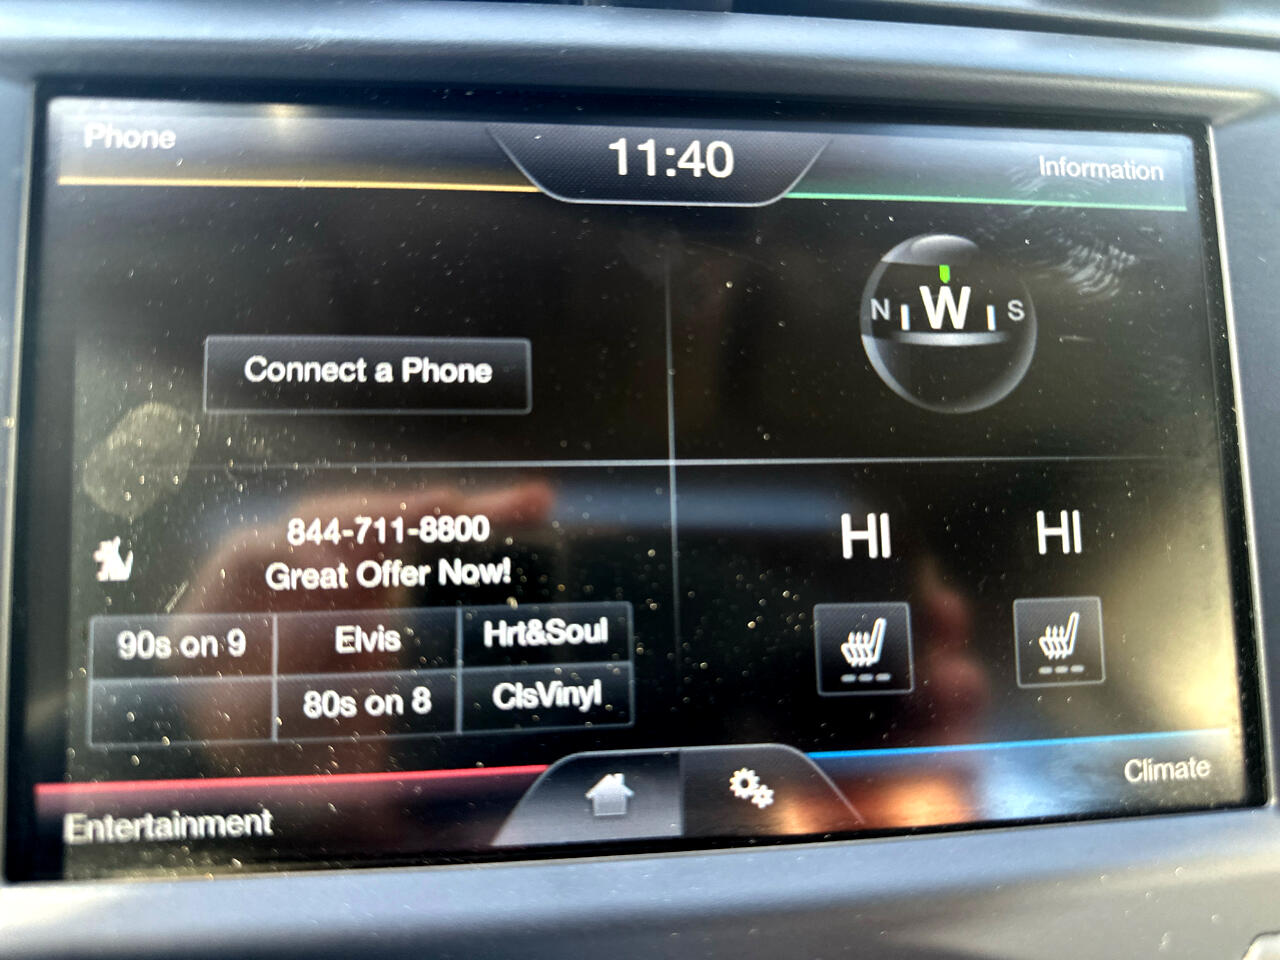 Phone
11:40
Information
Connect a Phone
N W S
844-711-8800
Great Offer Now!
HI HI
90s on 9 Elvis Hrt&Soul
80s on 8 ClsVinyl
Entertainment
Climate